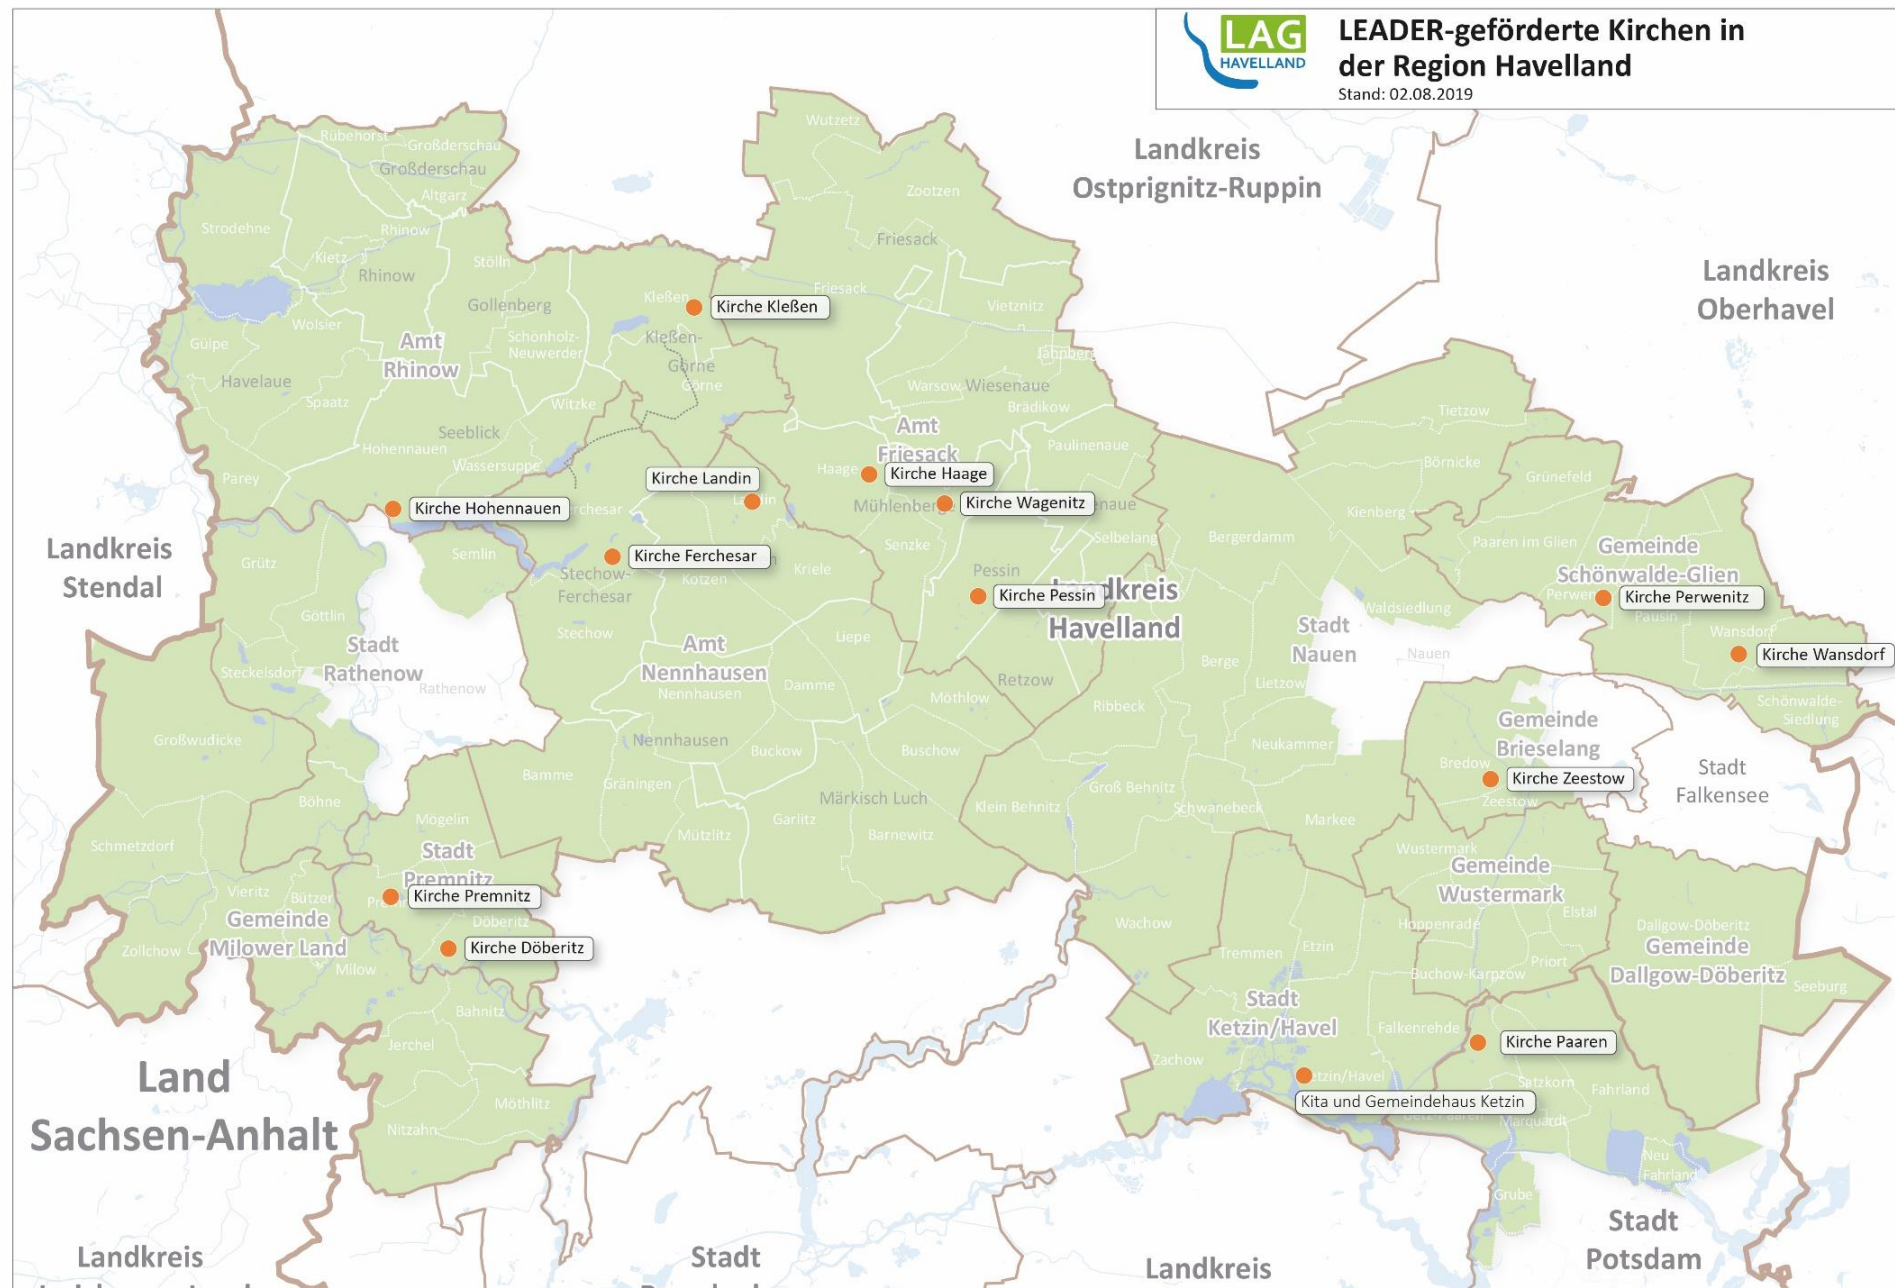 LAG
HAVELLAND
LEADER-geförderte Kirchen in
der Region Havelland
Stand: 02.08.2019
Wutzetz
Rübehorst
Großderschau
Großderschau
Altgarz
Landkreis
Ostprignitz-Ruppin
Zootzen
Strodehne
Rhinow
Friesack
Kietz
Rhinow
Stölln
Landkreis
Oberhavel
Gollenberg
Kleßen
Kirche Kleßen
Friesack
Vietznitz
Wolsier
Gülpe
Schönholz-
Neuwerder
Kleßen-
Görne
Görne
Amt
Rhinow
Jahnberg
Havelaue
Warsow
Wiesenaue
Spaatz
Witzke
Brädikow
Tietzow
Amt
Friesack
Seeblick
Hohennauen
Wassersuppe
Paulinenaue
Parey
Haage
Kirche Haage
Börnicke
Grünefeld
Kirche Landin
Landin
Mühlenberge
Kirche Wagenitz
enaue
Kirche Hohennauen
rchesar
Kienberg
Landkreis
Stendal
Semlin
Kirche Ferchesar
Senzke
Selbelang
Bergerdamm
Paaren im Glien
Gemeinde
Schönwalde-Glien
Grütz
Stechow-
Ferchesar
Kotzen
Kriele
Pessin
Kirche Pessin
Landkreis
Havelland
Perwen
Kirche Perwenitz
Pausin
Göttlin
Waldsiedlung
Stadt
Rathenow
Stechow
Amt
Nennhausen
Liepe
Stadt
Nauen
Nauen
Wansdorf
Kirche Wansdorf
Steckelsdorf
Rathenow
Nennhausen
Damme
Möthlow
Retzow
Berge
Lietzow
Ribbeck
Schönwalde-
Siedlung
Gemeinde
Brieselang
Großwudicke
Nennhausen
Buckow
Buschow
Neukammer
Bredow
Kirche Zeestow
Zeestow
Stadt
Falkensee
Bamme
Gräningen
Märkisch Luch
Groß Behnitz
Klein Behnitz
Schwanebeck
Böhne
Mögelin
Mützlitz
Garlitz
Barnewitz
Markee
Schmetzdorf
Stadt
Premnitz
Wustermark
Gemeinde
Wustermark
Vieritz
Bützer
Prem
Kirche Premnitz
Gemeinde
Milower Land
Döberitz
Kirche Döberitz
Zollchow
Milow
Wachow
Tremmen
Etzin
Hoppenrade
Elstal
Buchow-Karpzow
Priort
Dallgow-Döberitz
Gemeinde
Dallgow-Döberitz
Seeburg
Bahnitz
Jerchel
Stadt
Ketzin/Havel
Falkenrehde
Kirche Paaren
Zachow
etzin/Havel
Kita und Gemeindehaus Ketzin
Satzkorn
Fahrland
Marquardt
Land
Sachsen-Anhalt
Möthlitz
Nitzahn
Neu
Fahrland
Grube
Stadt
Potsdam
Landkreis
Stadt
Landkreis